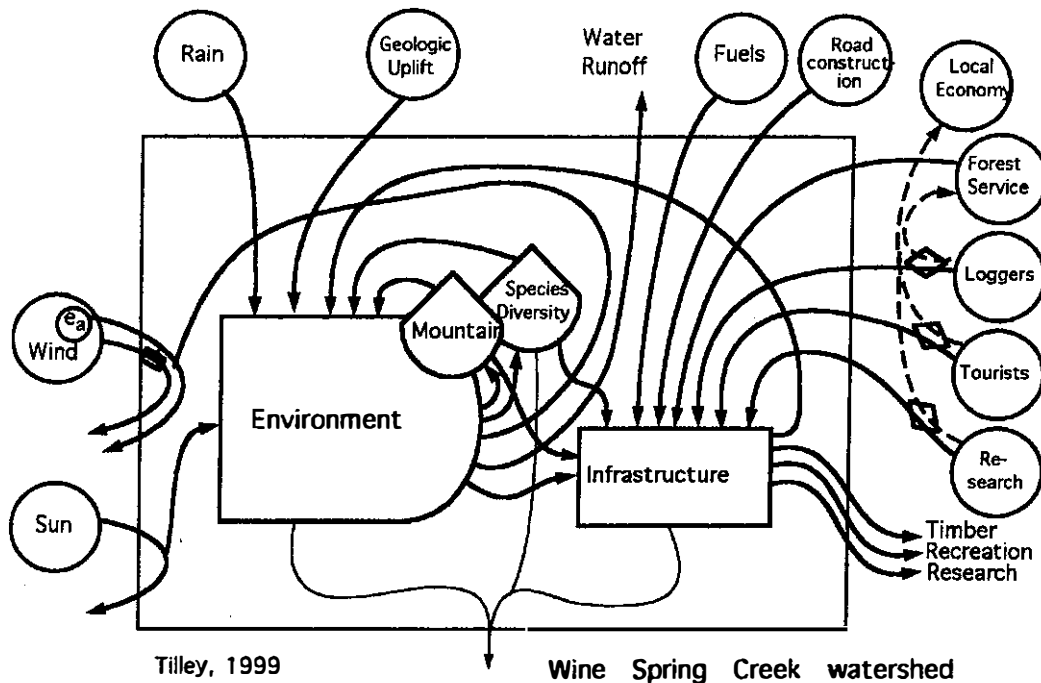 Rain
Geologic
Uplift
Water
Runoff
Fuels
Road
construct-
ion
Local
Economy
Forest
Service
Loggers
Tourists
Re-
search
ea
Wind
Sun
Environment
Mountain
Species
Diversity
Infrastructure
Timber
Recreation
Research
Tilley, 1999
Wine Spring Creek watershed